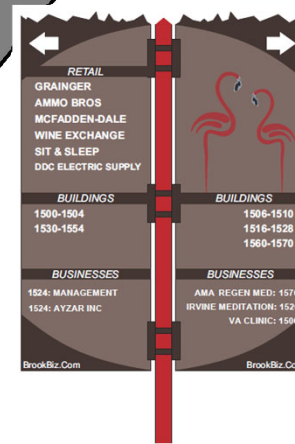 RETAIL
GRAINGER
AMMO BROS
MCFADDEN-DALE
WINE EXCHANGE
SIT & SLEEP
DDC ELECTRIC SUPPLY
BUILDINGS
1500-1504
1530-1554
BUSINESSES
1524: MANAGEMENT
1524: AYZAR INC
BrookBiz.Com
BUILDINGS
1506-1510
1516-1528
1560-1570
BUSINESSES
AMA REGEN MED:
IRVINE MEDITATION:
VA CLINIC: